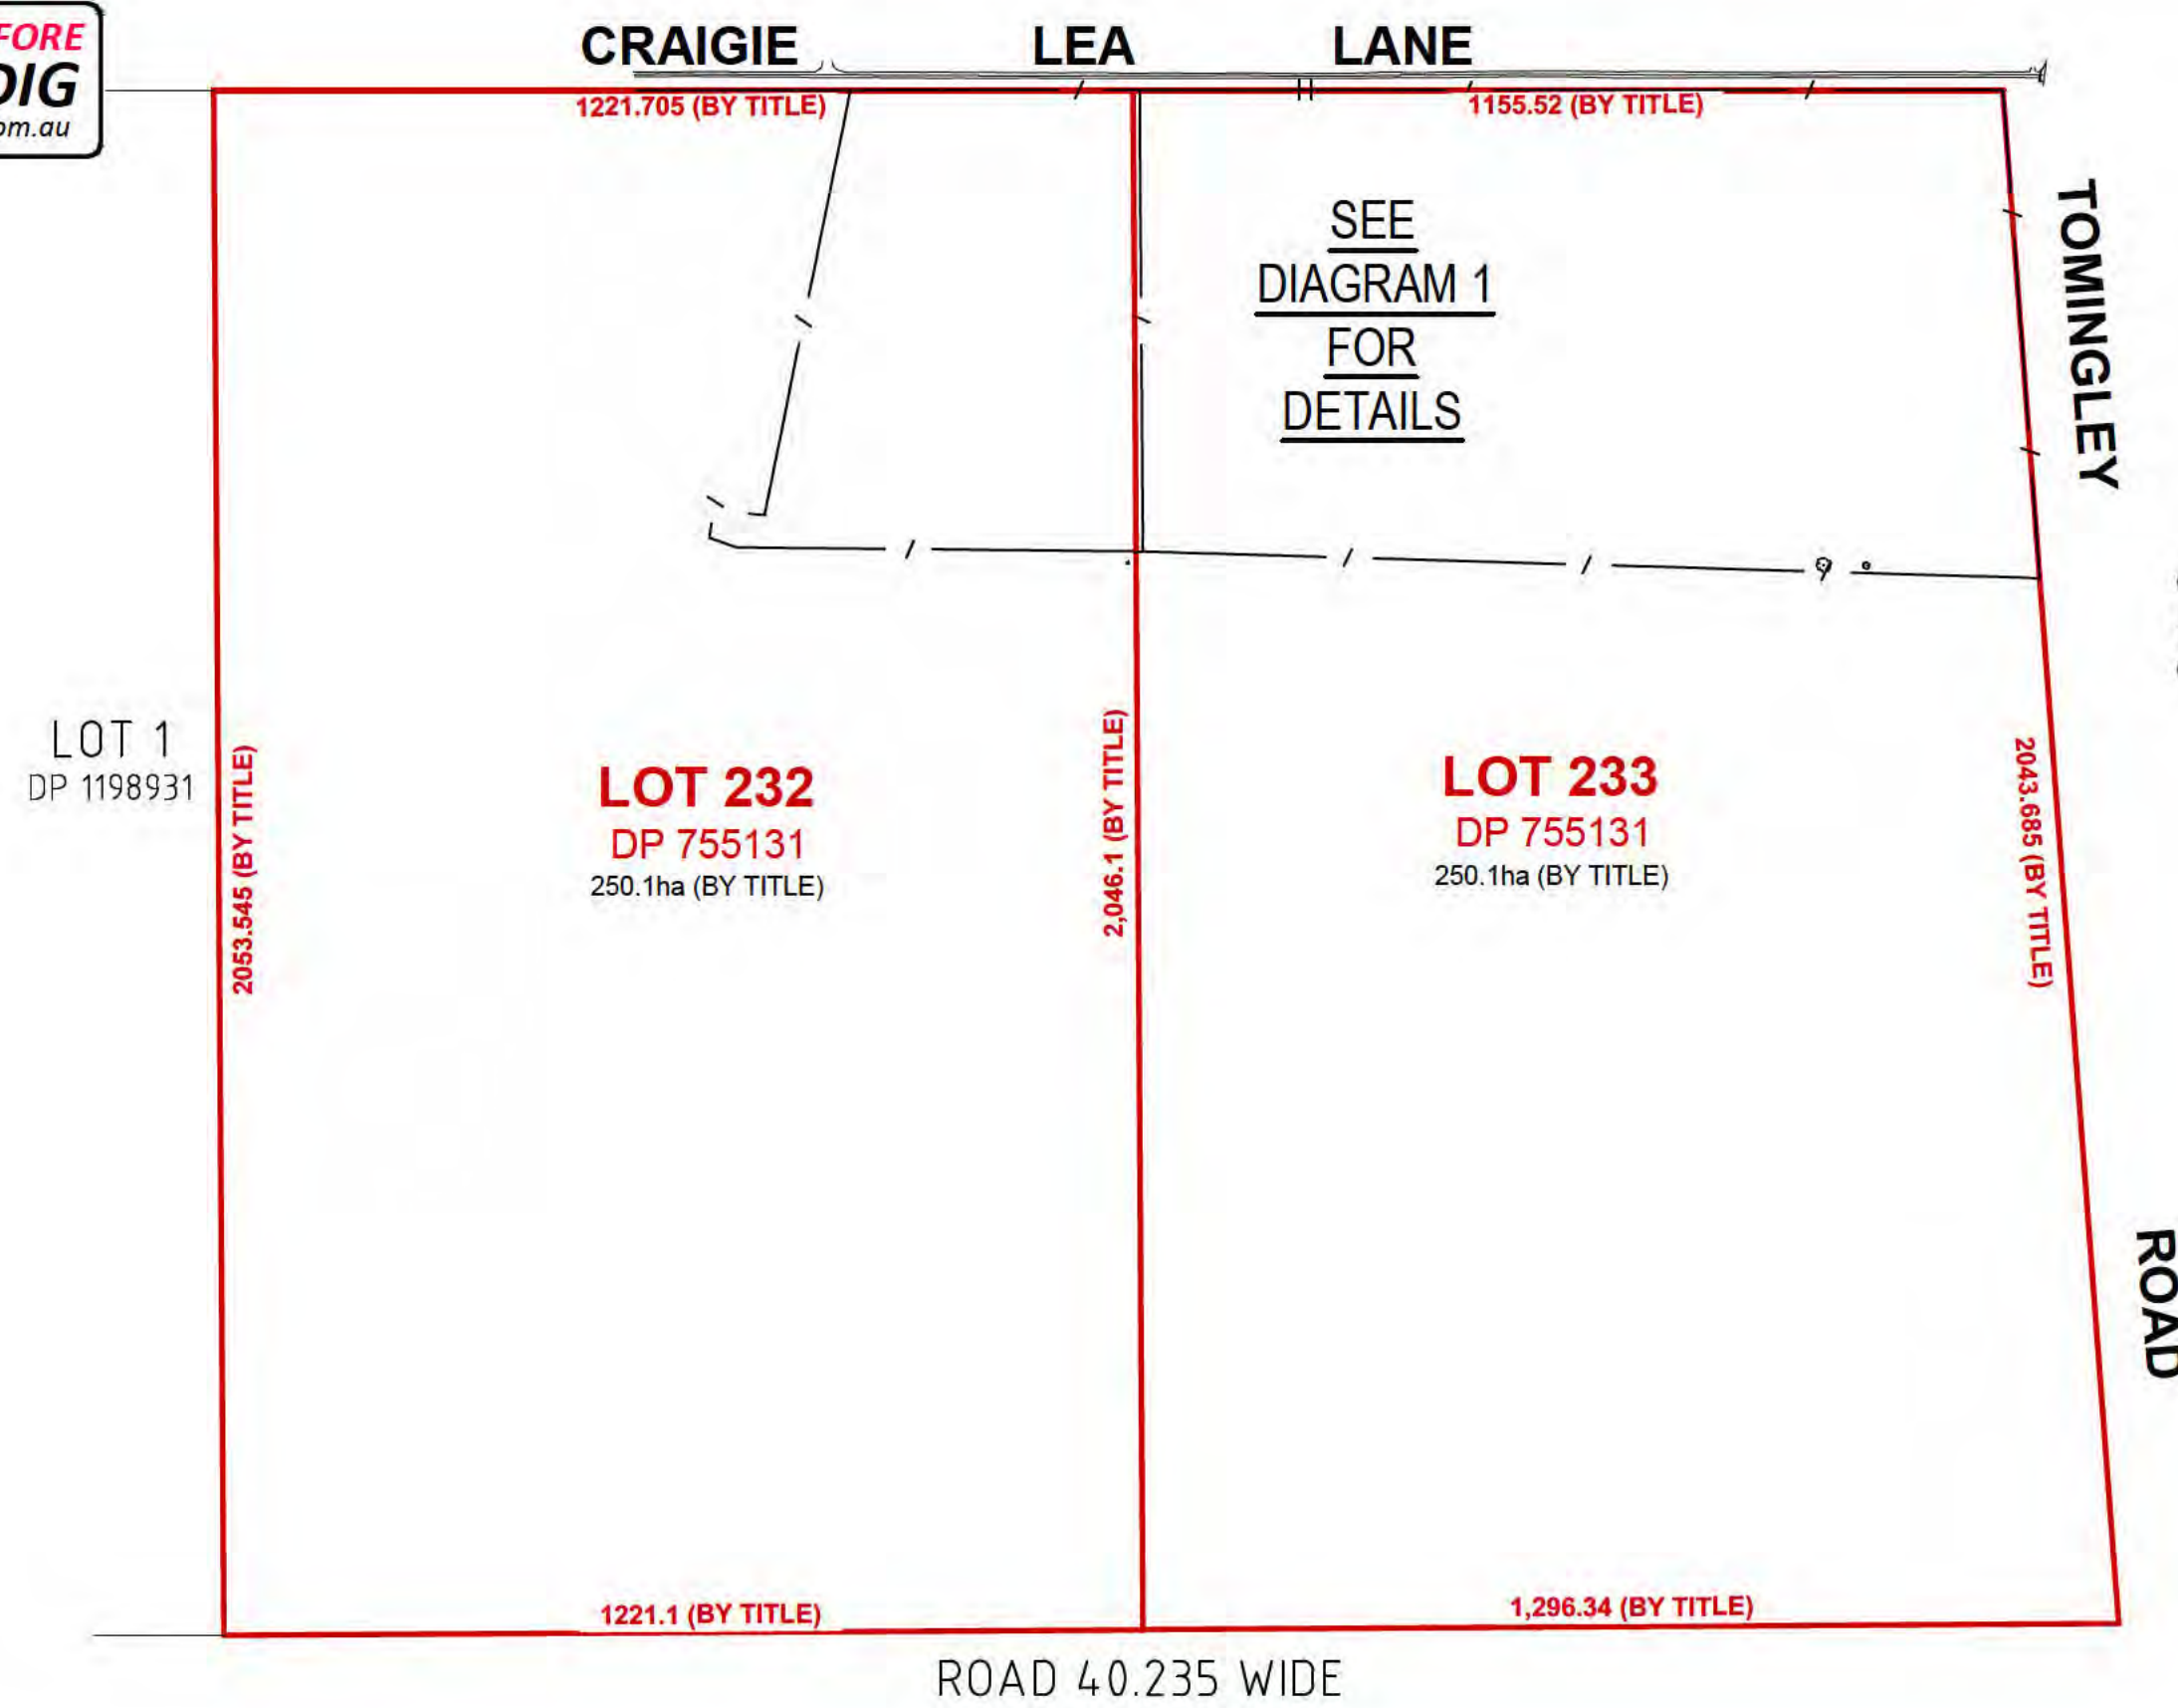 FORE
DIG
om.au
CRAIGIE LEA LANE
1221.705 (BY TITLE)
1155.52 (BY TITLE)
SEE
DIAGRAM 1
FOR
DETAILS
TOMINGLEY
LOT 1
DP 1198931
2053.545 (BY TITLE)
LOT 232
DP 755131
250.1ha (BY TITLE)
2,046.1 (BY TITLE)
LOT 233
DP 755131
250.1ha (BY TITLE)
2043.685 (BY TITLE)
ROAD
1221.1 (BY TITLE)
1,296.34 (BY TITLE)
ROAD 40.235 WIDE